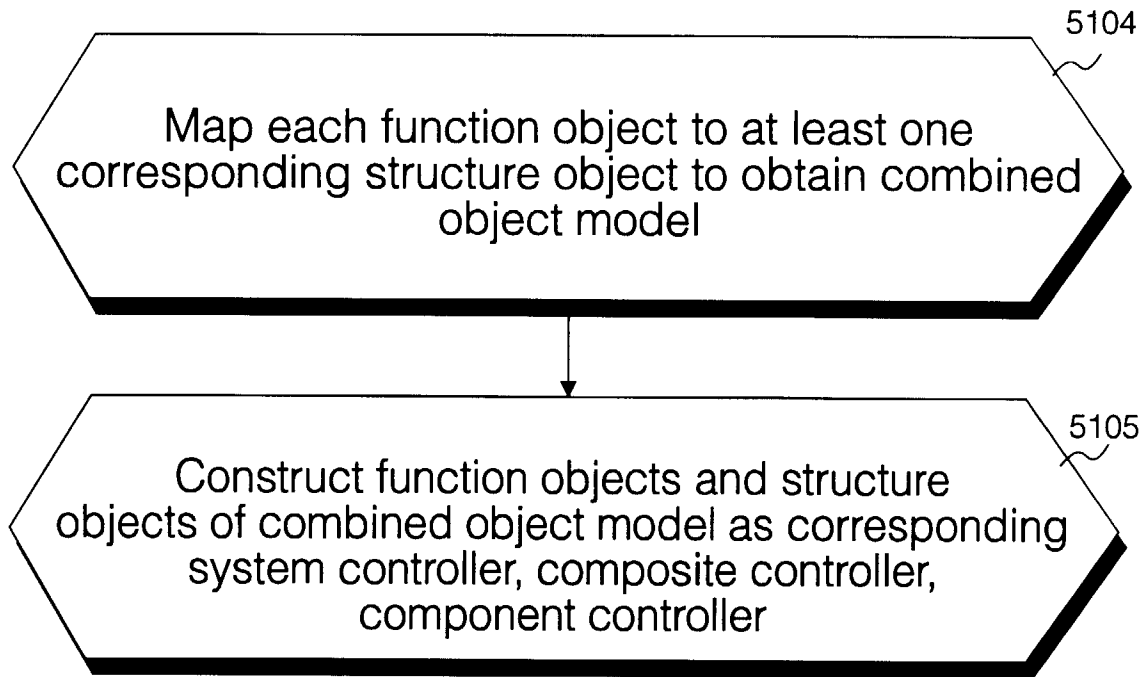 5104
Map each function object to at least one
corresponding structure object to obtain combined
object model
5105
Construct function objects and structure
objects of combined object model as corresponding
system controller, composite controller,
component controller